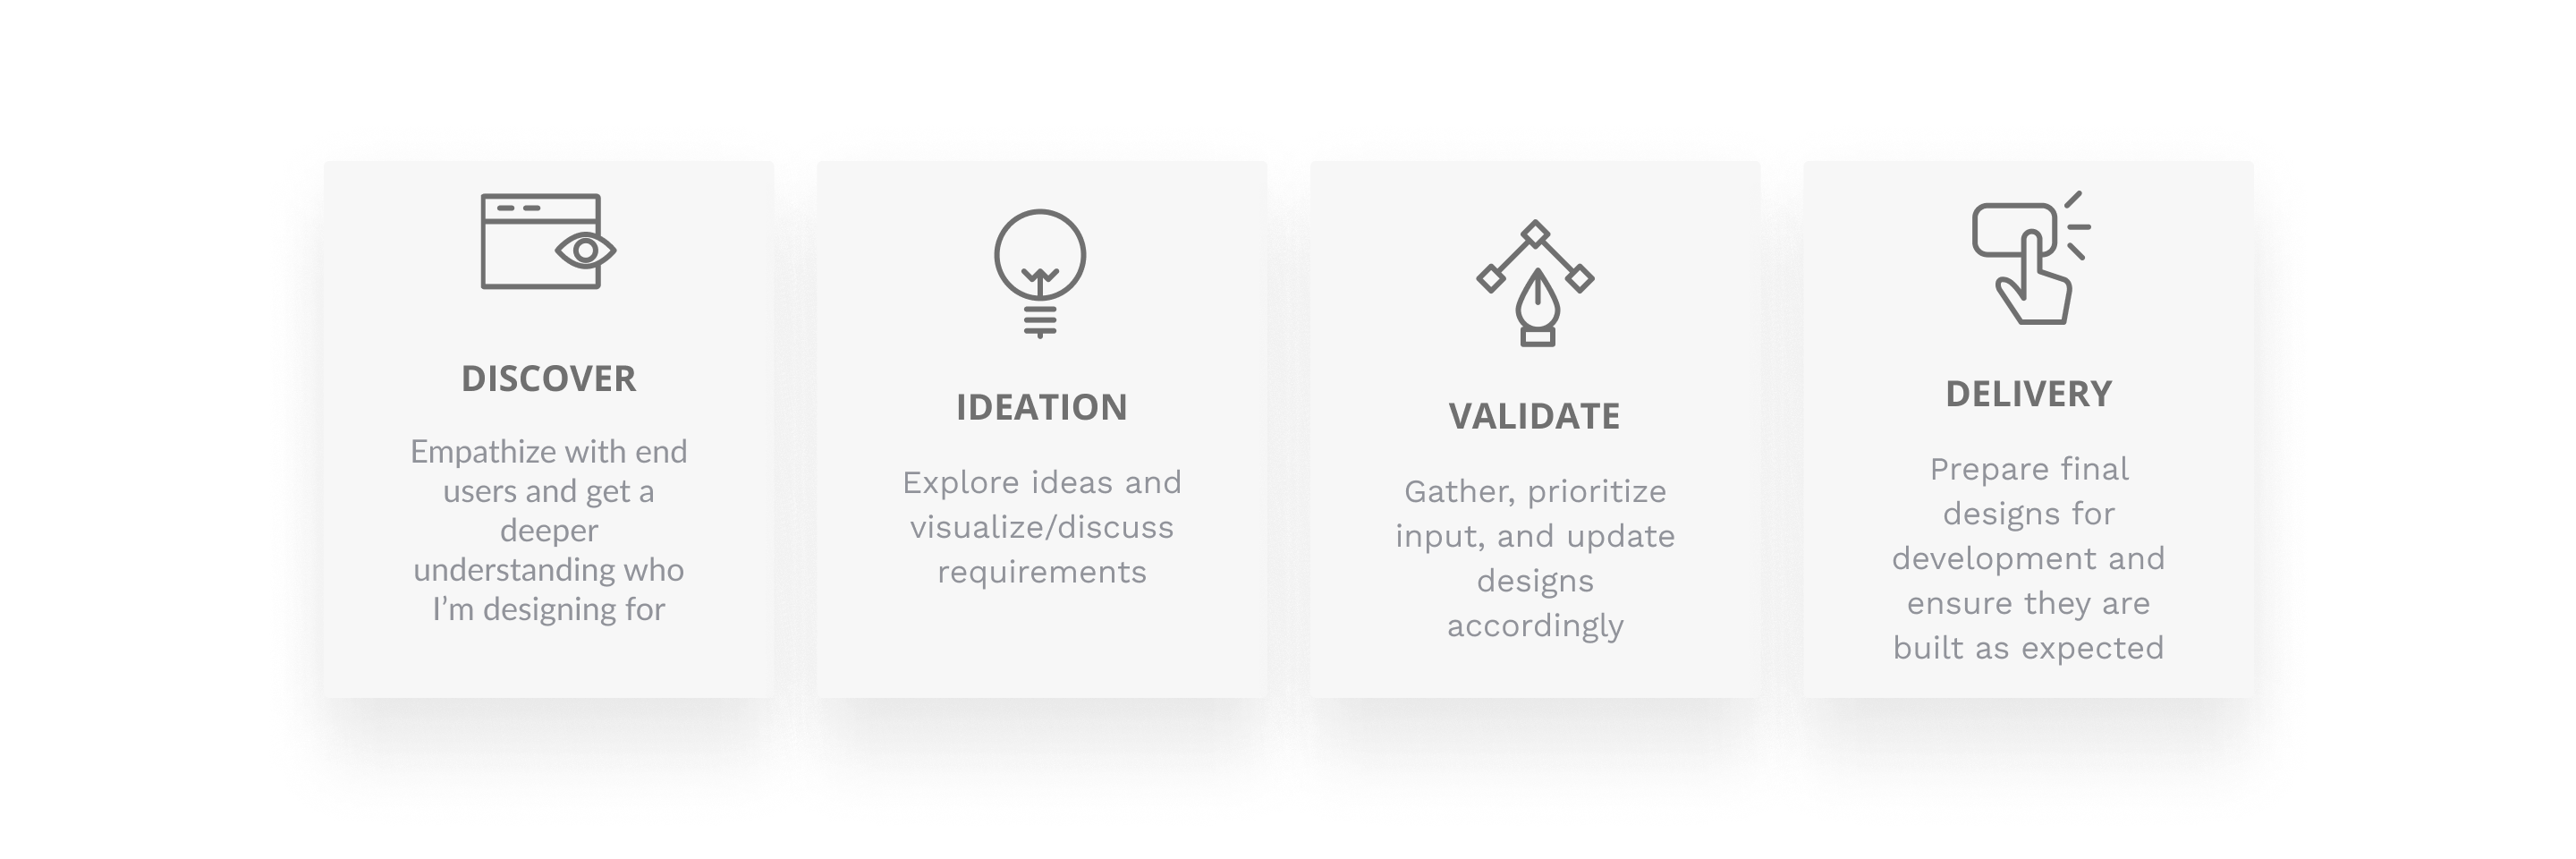 DISCOVER
Empathize with end
users and get a
deeper
understanding who
I’m designing for
IDEATION
Explore ideas and
visualize/discuss
requirements
VALIDATE
Gather, prioritize
input, and update
designs
accordingly
DELIVERY
Prepare final
designs for
development and
ensure they are
built as expected